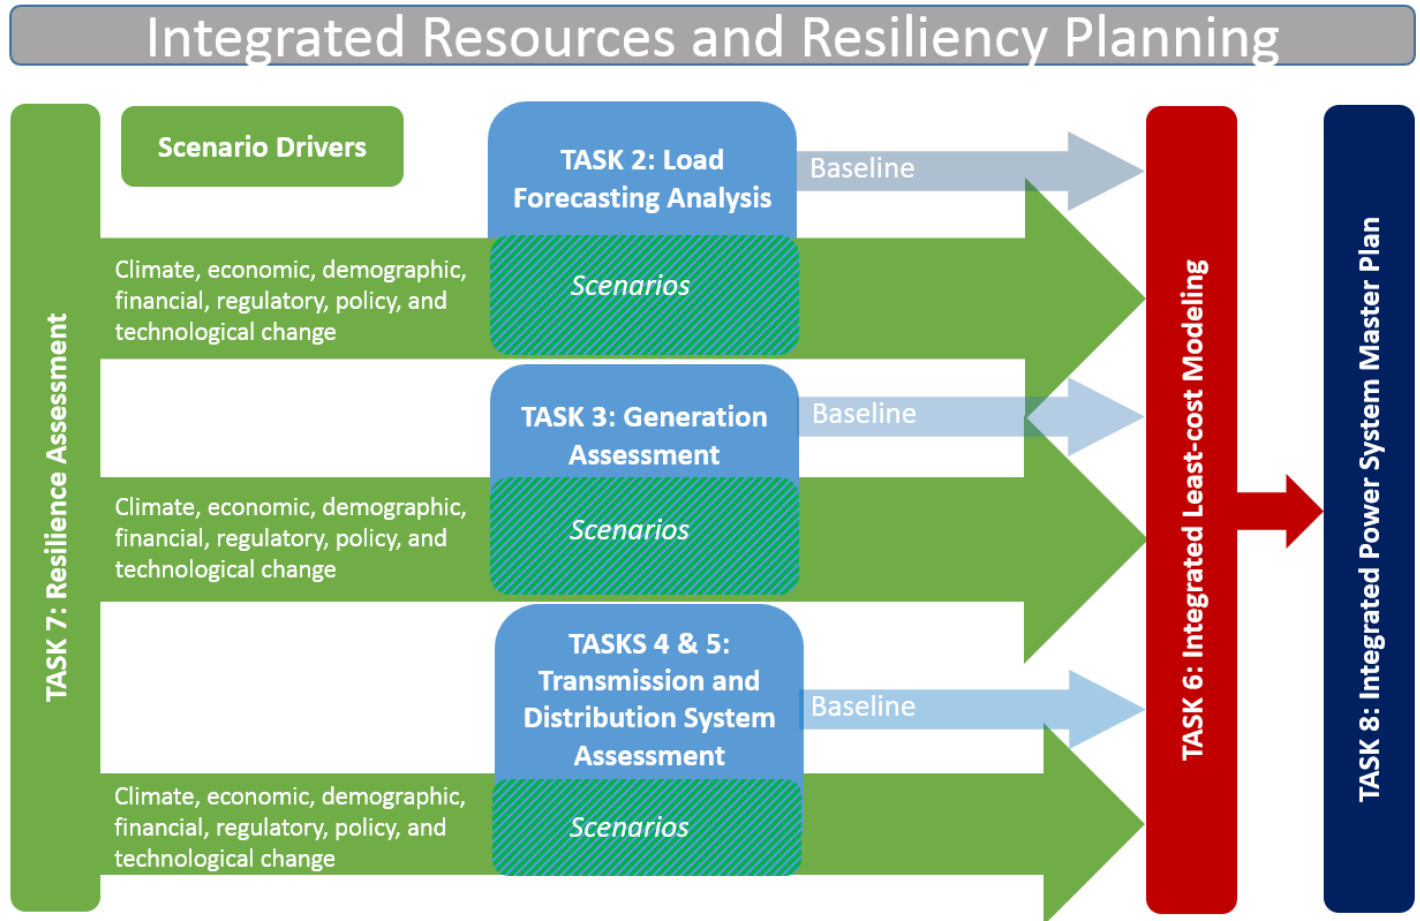 Integrated Resources and Resiliency Planning
TASK 7: Resilience Assessment
Scenario Drivers
TASK 2: Load
Forecasting Analysis
Baseline
Climate, economic, demographic,
financial, regulatory, policy, and
technological change
Scenarios
TASK 3: Generation
Assessment
Baseline
Climate, economic, demographic,
financial, regulatory, policy, and
technological change
Scenarios
TASKS 4 & 5:
Transmission and
Distribution System
Assessment
Baseline
Climate, economic, demographic,
financial, regulatory, policy, and
technological change
Scenarios
TASK 6: Integrated Least-cost Modeling
TASK 8: Integrated Power System Master Plan